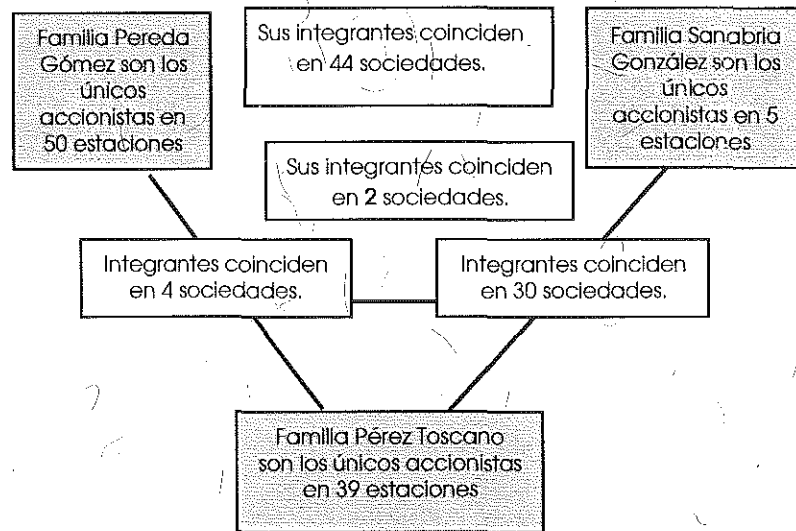 Familia Pereda
Gómez son los
únicos
accionistas en
50 estaciones
Sus integrantes coinciden
en 44 sociedades.
Familia Sanabria
González son los
únicos
accionistas en 5
estaciones
Sus integrantes coinciden
en 2 sociedades.
Integrantes coinciden
en 4 sociedades.
Integrantes coinciden
en 30 sociedades.
Familia Pérez Toscano
son los únicos accionistas
en 39 estaciones